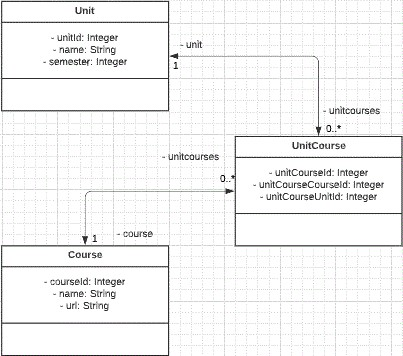 Unit
- unitId: Integer
- name: String
- semester: Integer
- unit
1
- unitcourses
0..*
UnitCourse
- unitCourseId: Integer
- unitCourseCourseId: Integer
- unitCourseUnitId: Integer
- unitcourses
0..*
1
- course
Course
- courseId: Integer
- name: String
- url: String